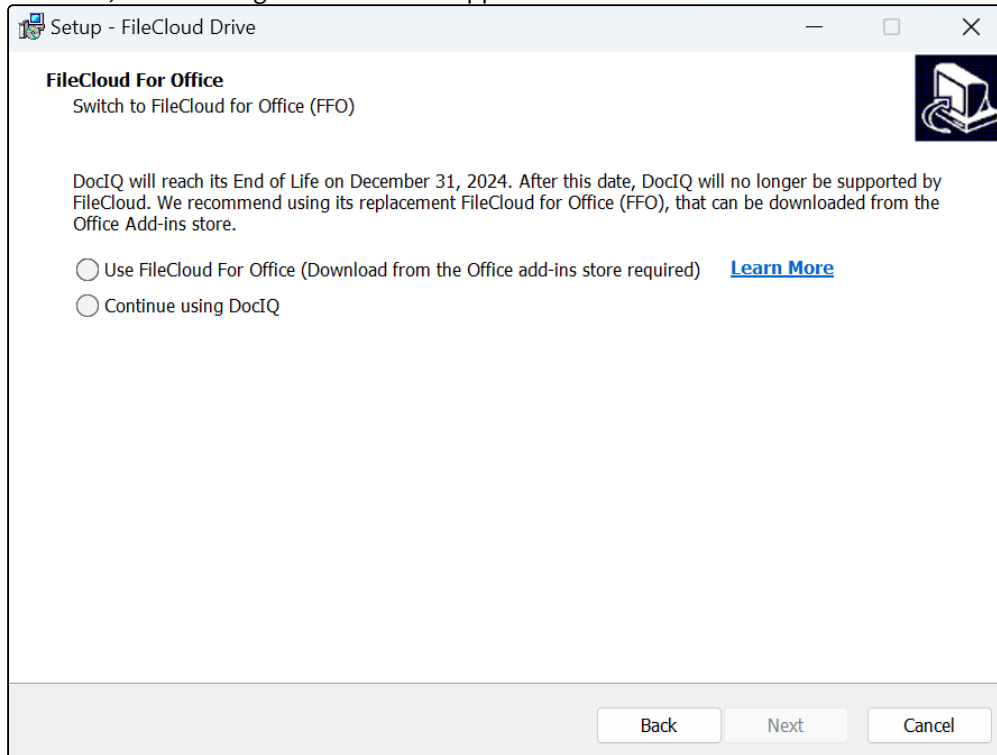 Setup - FileCloud Drive
FileCloud For Office
Switch to FileCloud for Office (FFO)
DocIQ will reach its End of Life on December 31, 2024. After this date, DocIQ will no longer be supported by
FileCloud. We recommend using its replacement FileCloud for Office (FFO), that can be downloaded from the
Office Add-ins store.
Use FileCloud For Office (Download from the Office add-ins store required) Learn More
Continue using DocIQ
Back Next Cancel